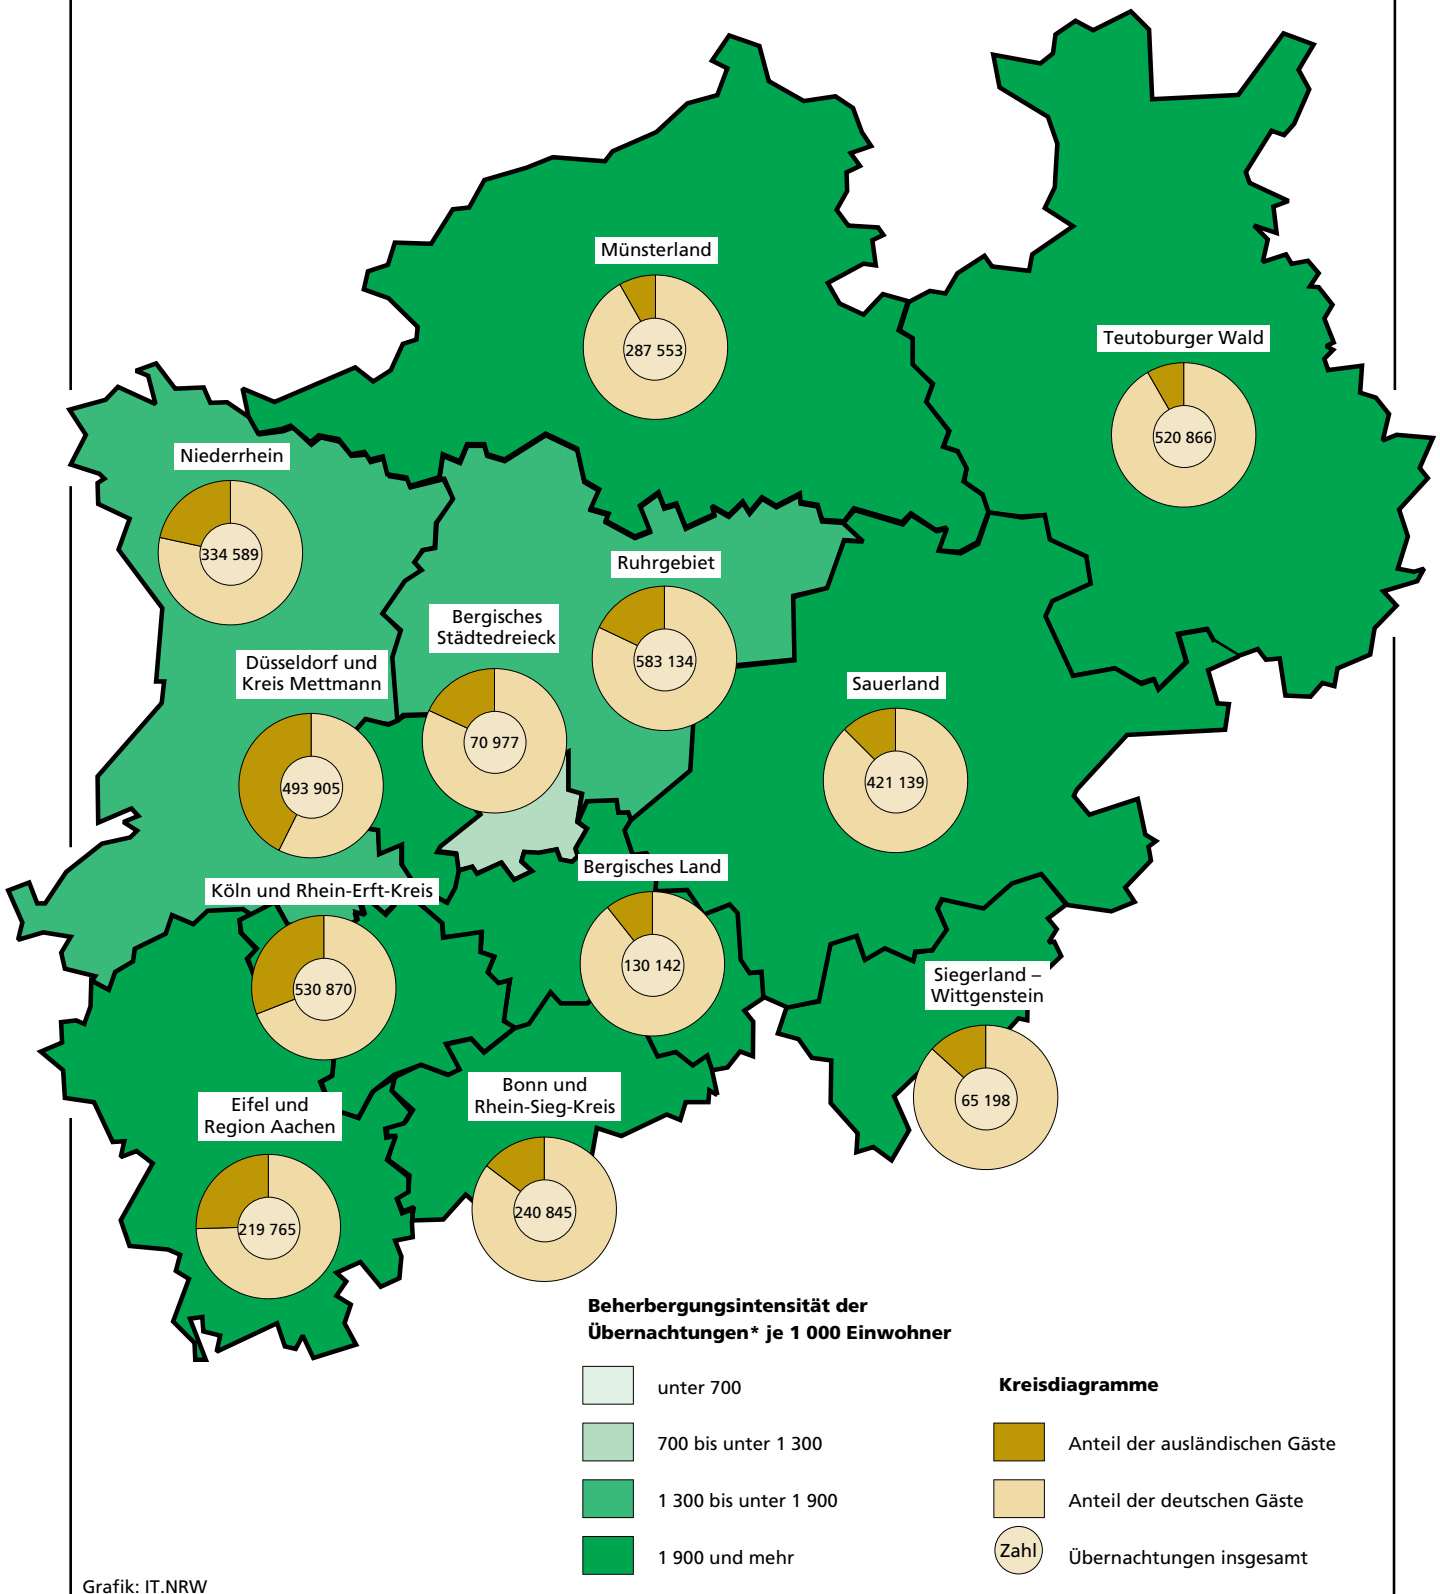 Münsterland
287 553
Teutoburger Wald
520 866
Niederrhein
334 589
Ruhrgebiet
583 134
Bergisches
Städtedreieck
70 977
Düsseldorf und
Kreis Mettmann
493 905
Sauerland
421 139
Bergisches Land
130 142
Köln und Rhein-Erft-Kreis
530 870
Siegerland –
Wittgenstein
65 198
Bonn und
Rhein-Sieg-Kreis
240 845
Eifel und
Region Aachen
219 765
Beherbergungsintensität der
Übernachtungen* je 1 000 Einwohner
unter 700
700 bis unter 1 300
1 300 bis unter 1 900
1 900 und mehr
Kreisdiagramme
Anteil der ausländischen Gäste
Anteil der deutschen Gäste
Zahl
Übernachtungen insgesamt
Grafik: IT.NRW